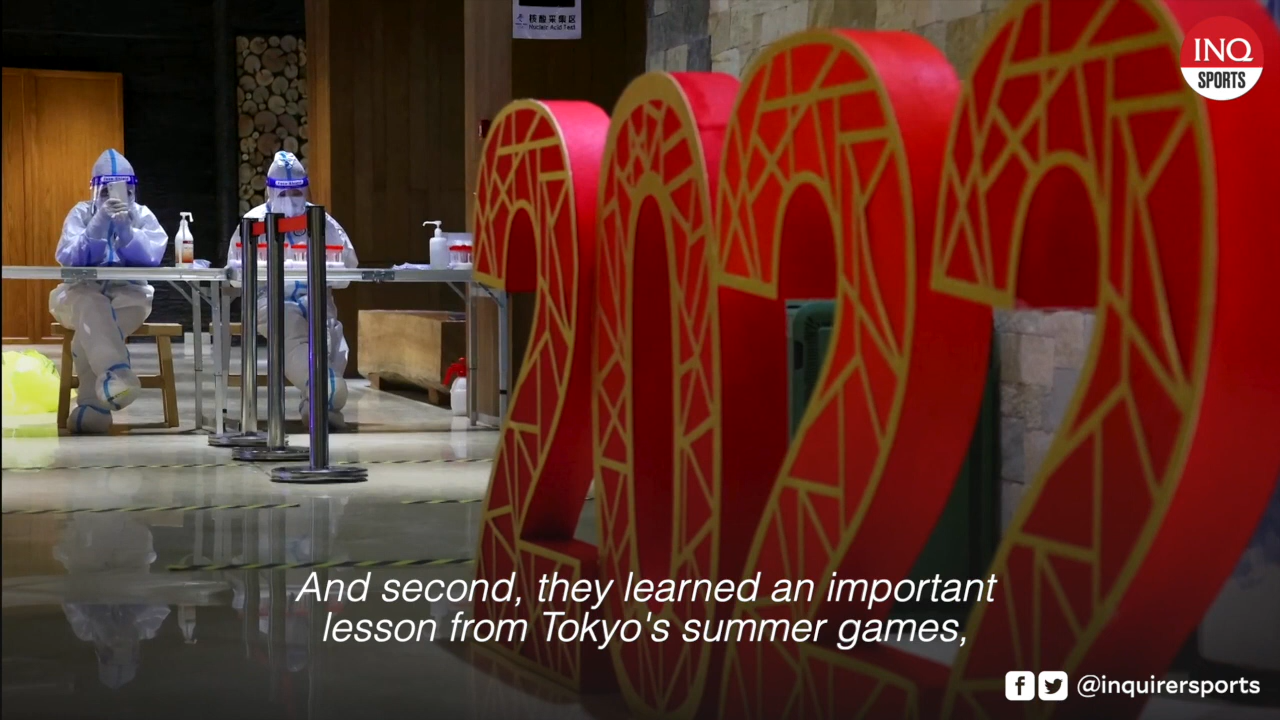 核酸采集区
Nucleic Acid Test
INQ
SPORTS
2022
And second, they learned an important
lesson from Tokyo's summer games,
@inquirersports